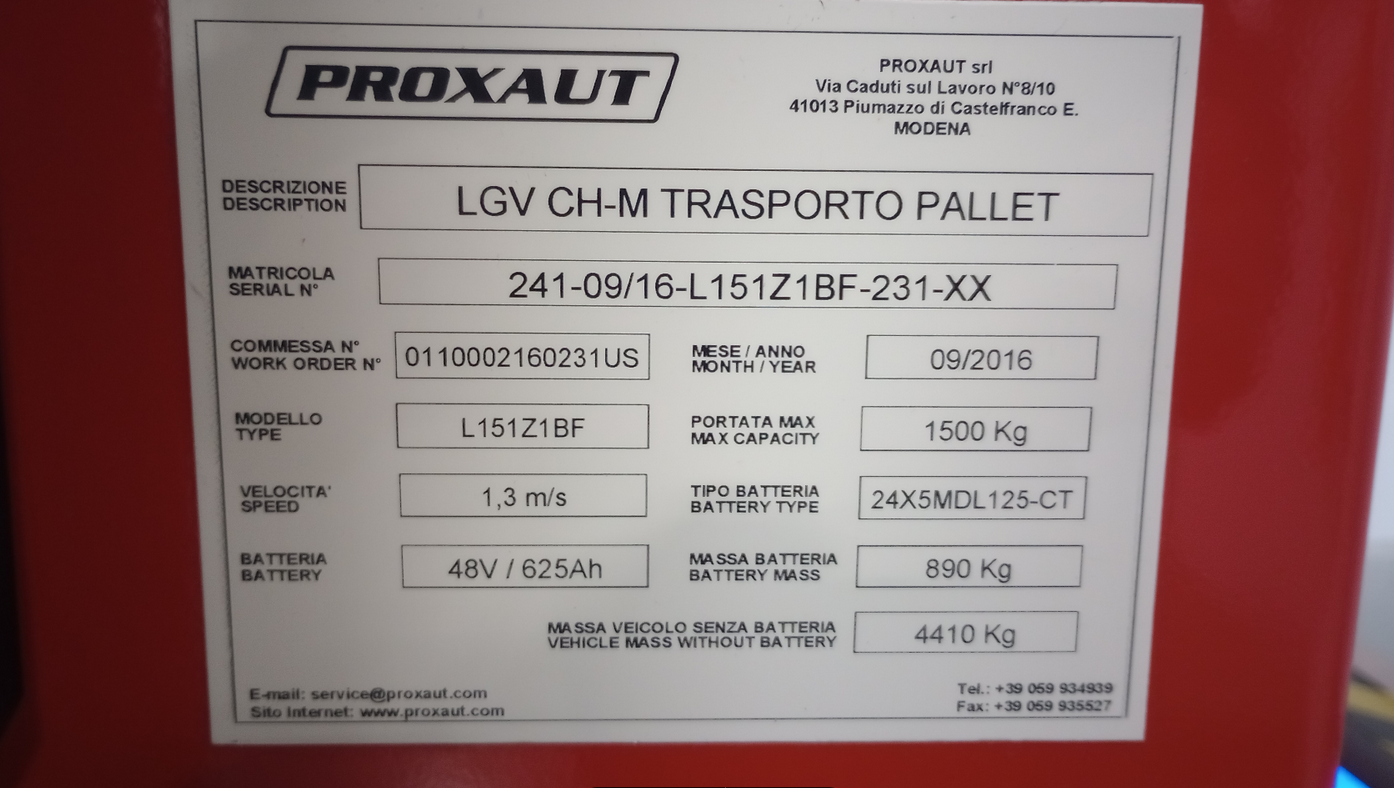 PROXAUT
PROXAUT srl
Via Caduti sul Lavoro N°8/10
41013 Piumazzo di Castelfranco E.
MODENA
DESCRIZIONE
DESCRIPTION
LGV CH-M TRASPORTO PALLET
MATRICOLA
SERIAL N°
241-09/16-L151Z1BF-231-XX
COMMESSA N°
WORK ORDER N°
0110002160231US
MESE / ANNO
MONTH / YEAR
09/2016
MODELLO
TYPE
L151Z1BF
PORTATA MAX
MAX CAPACITY
1500 Kg
VELOCITA'
SPEED
1,3 m/s
TIPO BATTERIA
BATTERY TYPE
24X5MDL125-CT
BATTERIA
BATTERY
48V / 625Ah
MASSA BATTERIA
BATTERY MASS
890 Kg
MASSA VEICOLO SENZA BATTERIA
VEHICLE MASS WITHOUT BATTERY
4410 Kg
E-mail: service@proxaut.com
Sito Internet: www.proxaut.com
Tel.: +39 059 934939
Fax: +39 059 935527